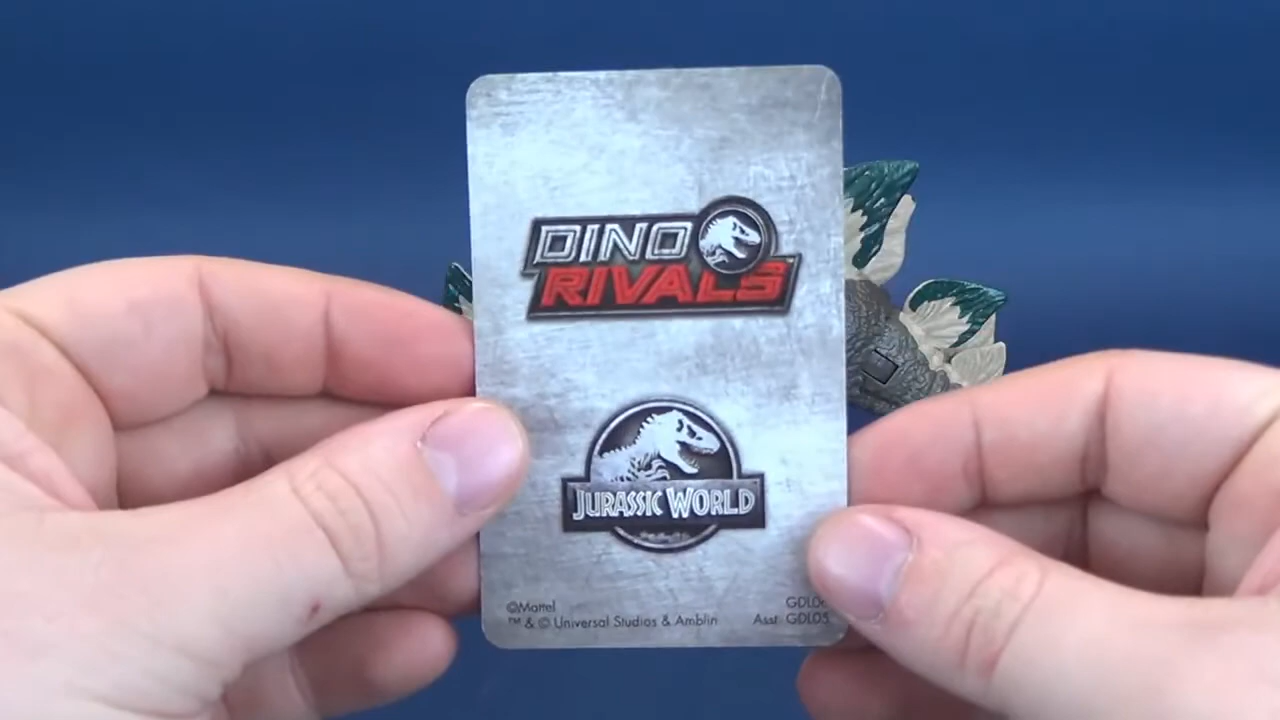 DINO
RIVALS
JURASSIC WORLD
©Mattel
™ & © Universal Studios & Amblin
Asst. GDL05